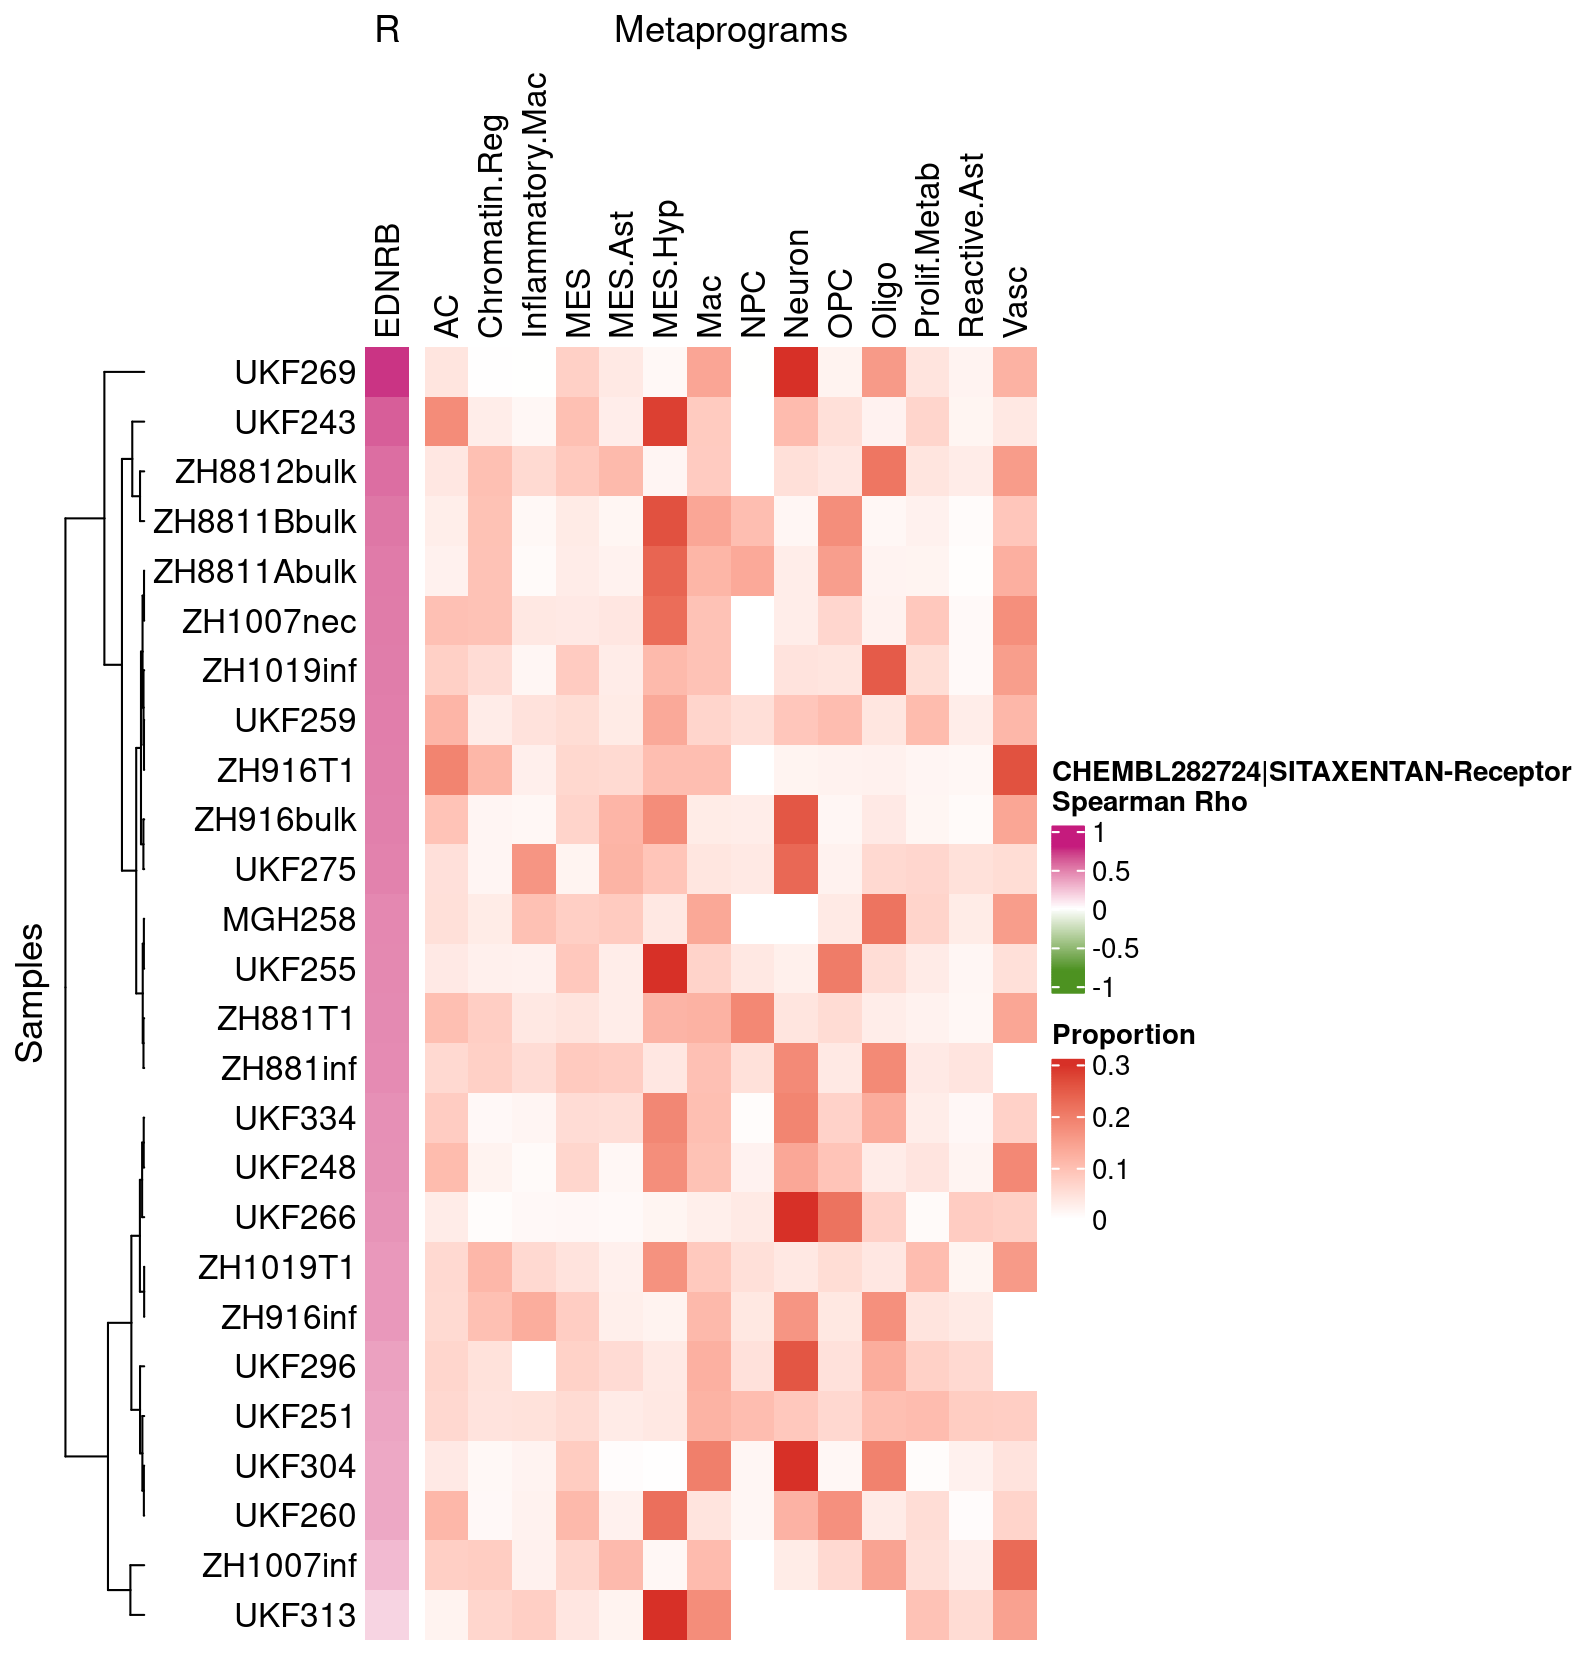 R Metaprograms
EDNRB
AC
Chromatin.Reg
Inflammatory.Mac
MES
MES.Ast
MES.Hyp
Mac
NPC
Neuron
OPC
Oligo
Prolif.Metab
Reactive.Ast
Vasc
Samples
UKF269
UKF243
ZH8812bulk
ZH8811Bbulk
ZH8811Abulk
ZH1007nec
ZH1019inf
UKF259
ZH916T1
ZH916bulk
UKF275
MGH258
UKF255
ZH881T1
ZH881inf
UKF334
UKF248
UKF266
ZH1019T1
ZH916inf
UKF296
UKF251
UKF304
UKF260
ZH1007inf
UKF313
CHEMBL282724|SITAXENTAN-Receptor
Spearman Rho
1
0.5
0
-0.5
-1
Proportion
0.3
0.2
0.1
0